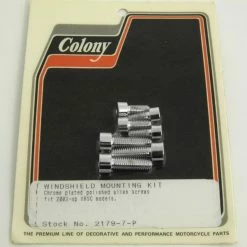 Colony
WINDSHIELD MOUNTING KIT
Chrome plated polished allen screws
fit 2003-up
models.
Stock No. 2179-7-P
THE PREMIUM LINE OF DECORATIVE AND PERFORMANCE MOTORCYCLE PARTS